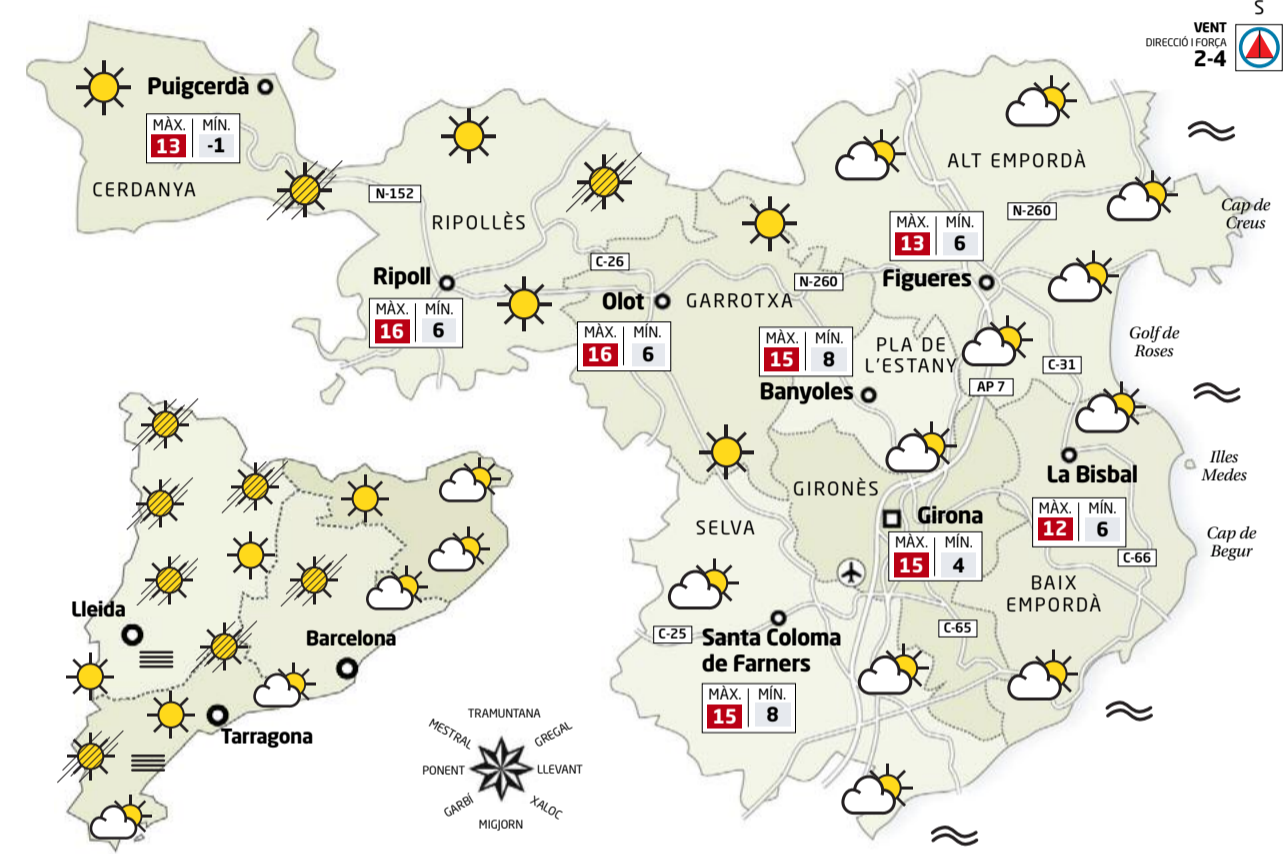 S
VENT
DIRECCIÓ I FORÇA
2-4
Puigcerdà
MÀX. MÍN.
13 -1
CERDANYA
N-152
RIPOLLÈS
ALT EMPORDÀ
Cap de
Creus
N-260
MÀX. MÍN.
13 6
Figueres
C-26
Ripoll
MÀX. MÍN.
16 6
Olot
GARROTXA
N-260
MÀX. MÍN.
16 6
MÀX. MÍN.
15 8
Banyoles
PLA DE
L'ESTANY
Golf de
Roses
C-31
AP 7
La Bisbal
MÀX. MÍN.
12 6
Illes
Medes
GIRONÈS
SELVA
Girona
MÀX. MÍN.
15 4
Cap de
Begur
C-66
BAIX
EMPORDÀ
C-25
Santa Coloma
de Farners
MÀX. MÍN.
15 8
C-65
Lleida
Barcelona
Tarragona
TRAMUNTANA
MESTRAL
GREGAL
PONENT
LLEVANT
GARBÍ
XALOC
MIGJORN